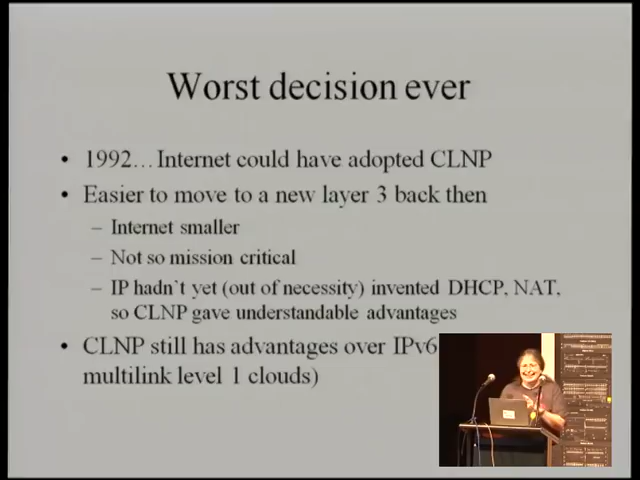 Worst decision ever
• 1992…Internet could have adopted CLNP
• Easier to move to a new layer 3 back then
– Internet smaller
– Not so mission critical
– IP hadn't yet (out of necessity) invented DHCP, NAT,
so CLNP gave understandable advantages
• CLNP still has advantages over IPv6
multilink level 1 clouds)